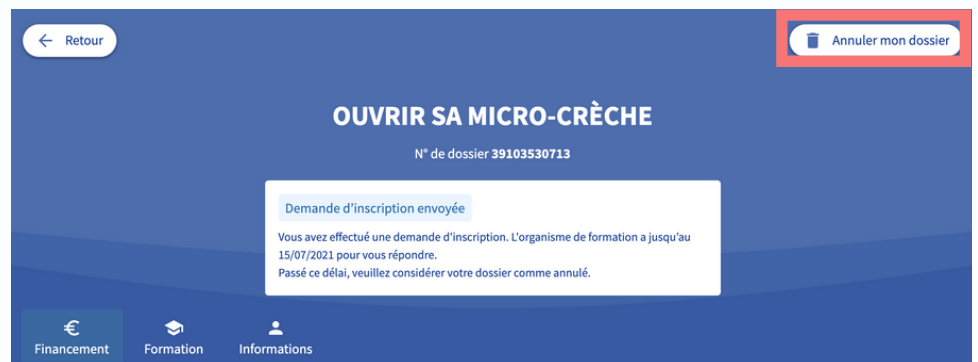 Retour
Annuler mon dossier
OUVRIR SA MICRO-CRÈCHE
N° de dossier 39103530713
Demande d'inscription envoyée
Vous avez effectué une demande d'inscription. L'organisme de formation a jusqu'au
15/07/2021 pour vous répondre.
Passé ce délai, veuillez considérer votre dossier comme annulé.
Financement
Formation
Informations